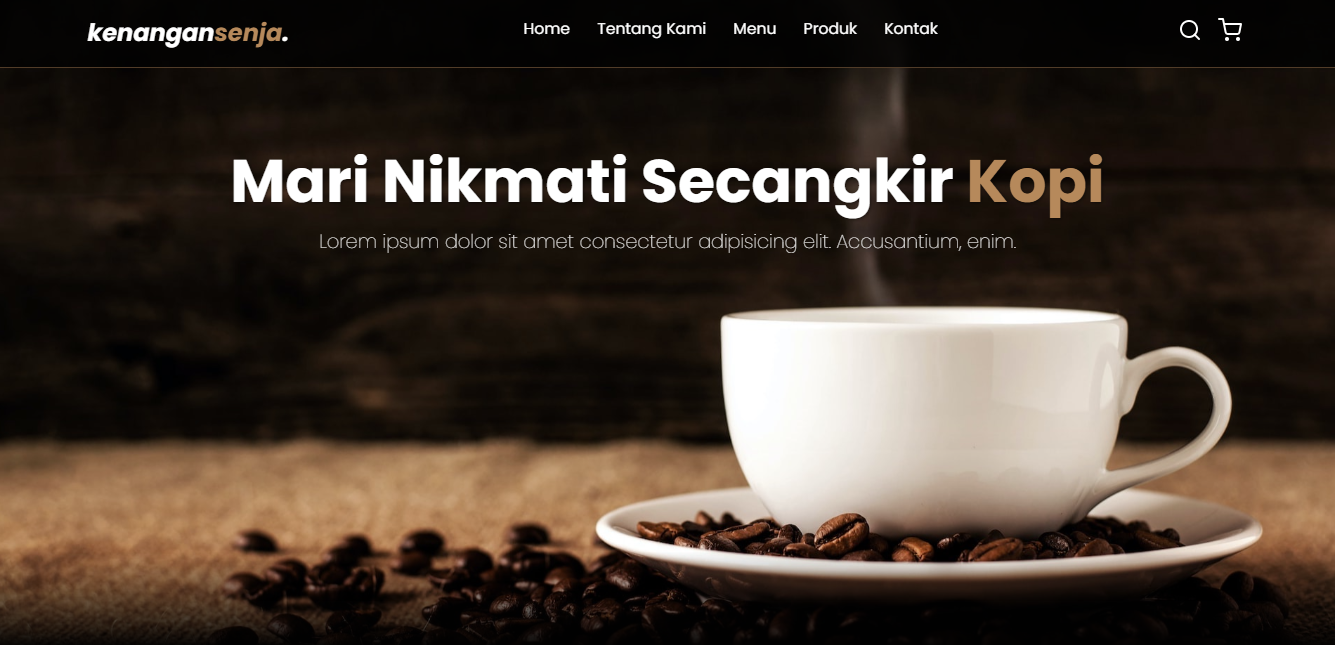 kenangansenja.
Home Tentang Kami Menu Produk Kontak
Mari Nikmati Secangkir Kopi
Lorem ipsum dolor sit amet consectetur adipisicing elit. Accusantium, enim.